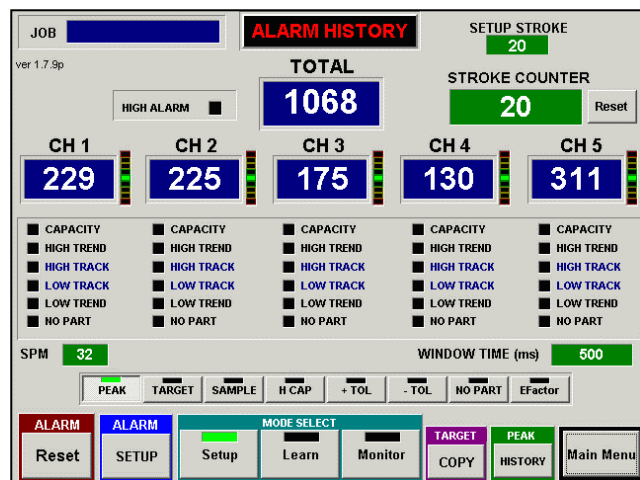 JOB
ALARM HISTORY
SETUP STROKE
20
ver 1.7.9p
TOTAL
1068
STROKE COUNTER
20
Reset
HIGH ALARM
CH 1 CH 2 CH 3 CH 4 CH 5
229 225 175 130 311
CAPACITY CAPACITY CAPACITY CAPACITY CAPACITY
HIGH TREND HIGH TREND HIGH TREND HIGH TREND HIGH TREND
HIGH TRACK HIGH TRACK HIGH TRACK HIGH TRACK HIGH TRACK
LOW TRACK LOW TRACK LOW TRACK LOW TRACK LOW TRACK
LOW TREND LOW TREND LOW TREND LOW TREND LOW TREND
NO PART NO PART NO PART NO PART NO PART
SPM 32 WINDOW TIME (ms) 500
PEAK TARGET SAMPLE H CAP + TOL - TOL NO PART EFactor
ALARM
Reset
ALARM
SETUP
MODE SELECT
Setup Learn Monitor
TARGET
COPY
PEAK
HISTORY
Main Menu